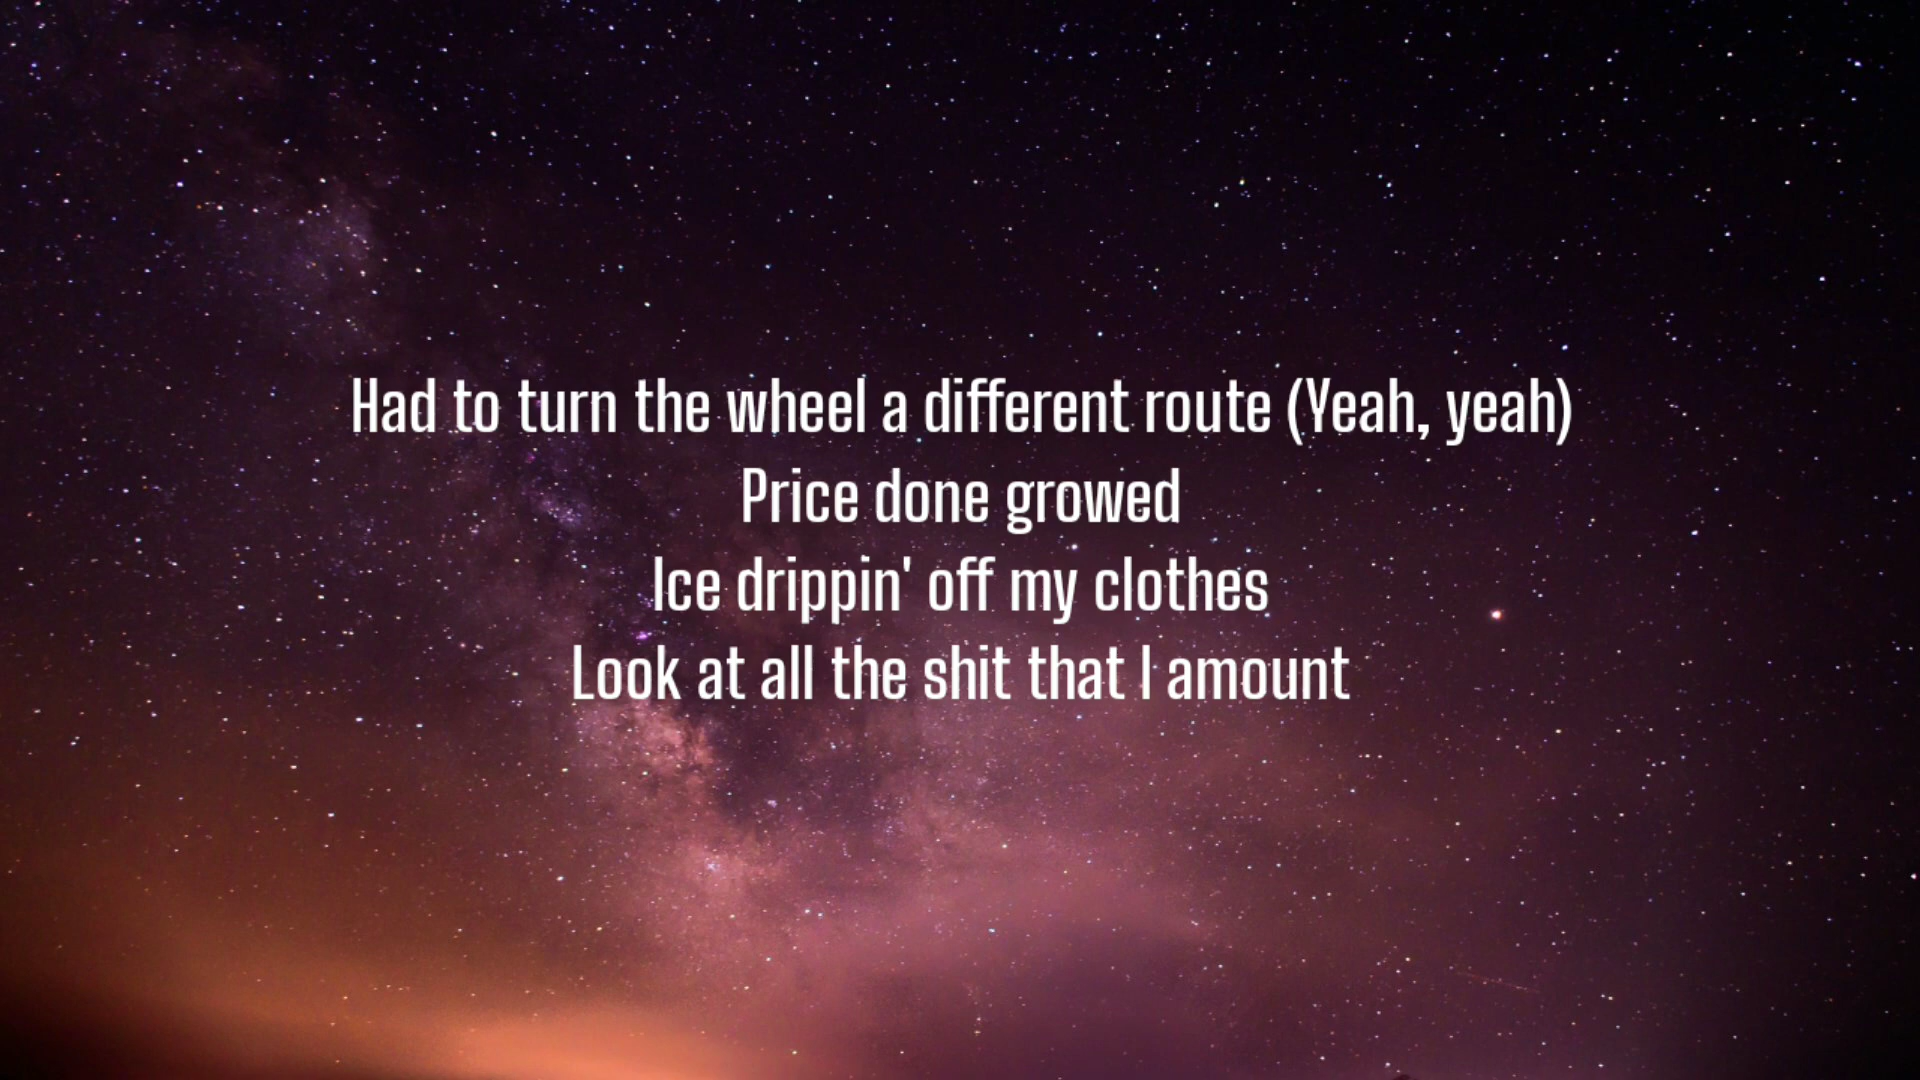 Had to turn the wheel a different route (Yeah, yeah)
Price done growed
Ice drippin' off my clothes
Look at all the shit that I amount